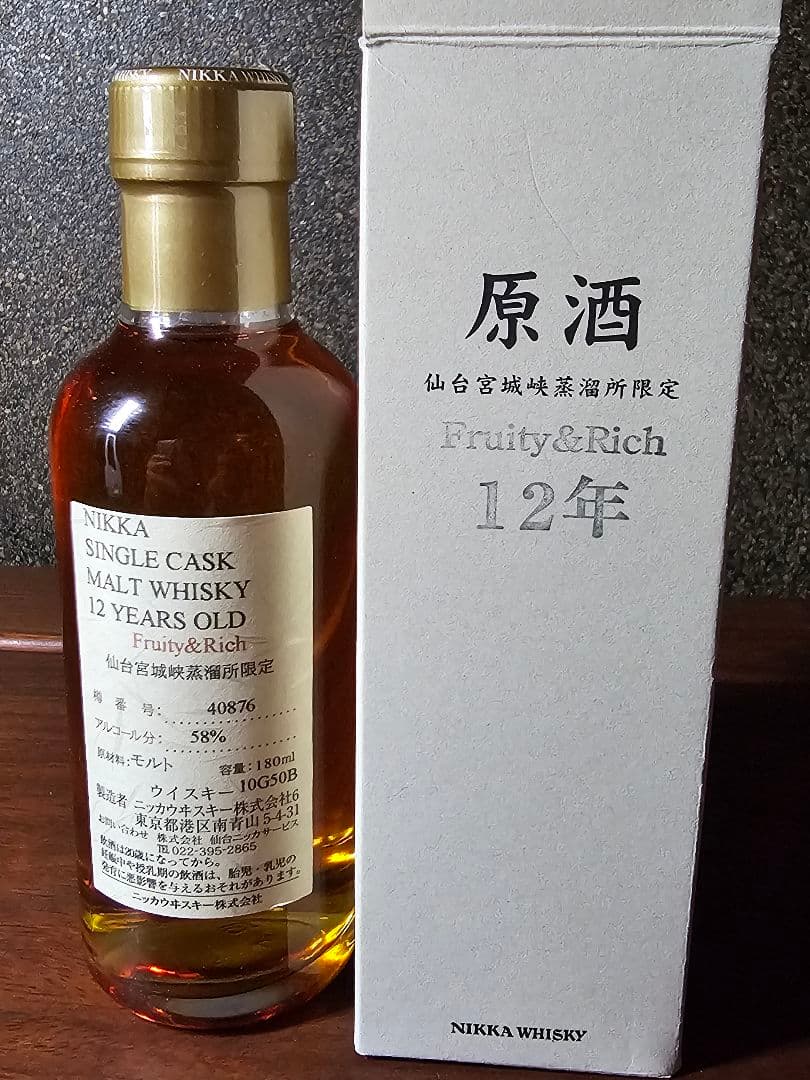 NIKKA WHISKY
NIKKA
SINGLE CASK
MALT WHISKY
12 YEARS OLD
Fruity&Rich
仙台宮城峡蒸溜所限定
樽番号: 40876
アルコール分: 58%
原材料:モルト 容量:180ml
ウイスキー 10G50B
製造者 ニッカウヰスキー株式会社6
東京都港区南青山5-4-31
お問い合わせ 株式会社 仙台ニッカサービス
TEL022-395-2865
飲酒は20歳になってから。
妊娠中や授乳期の飲酒は、胎児・乳児の
発育に悪影響を与えるおそれがあります。
ニッカウヰスキー株式会社
原酒
仙台宮城峡蒸溜所限定
Fruity&Rich
12年
NIKKA WHISKY